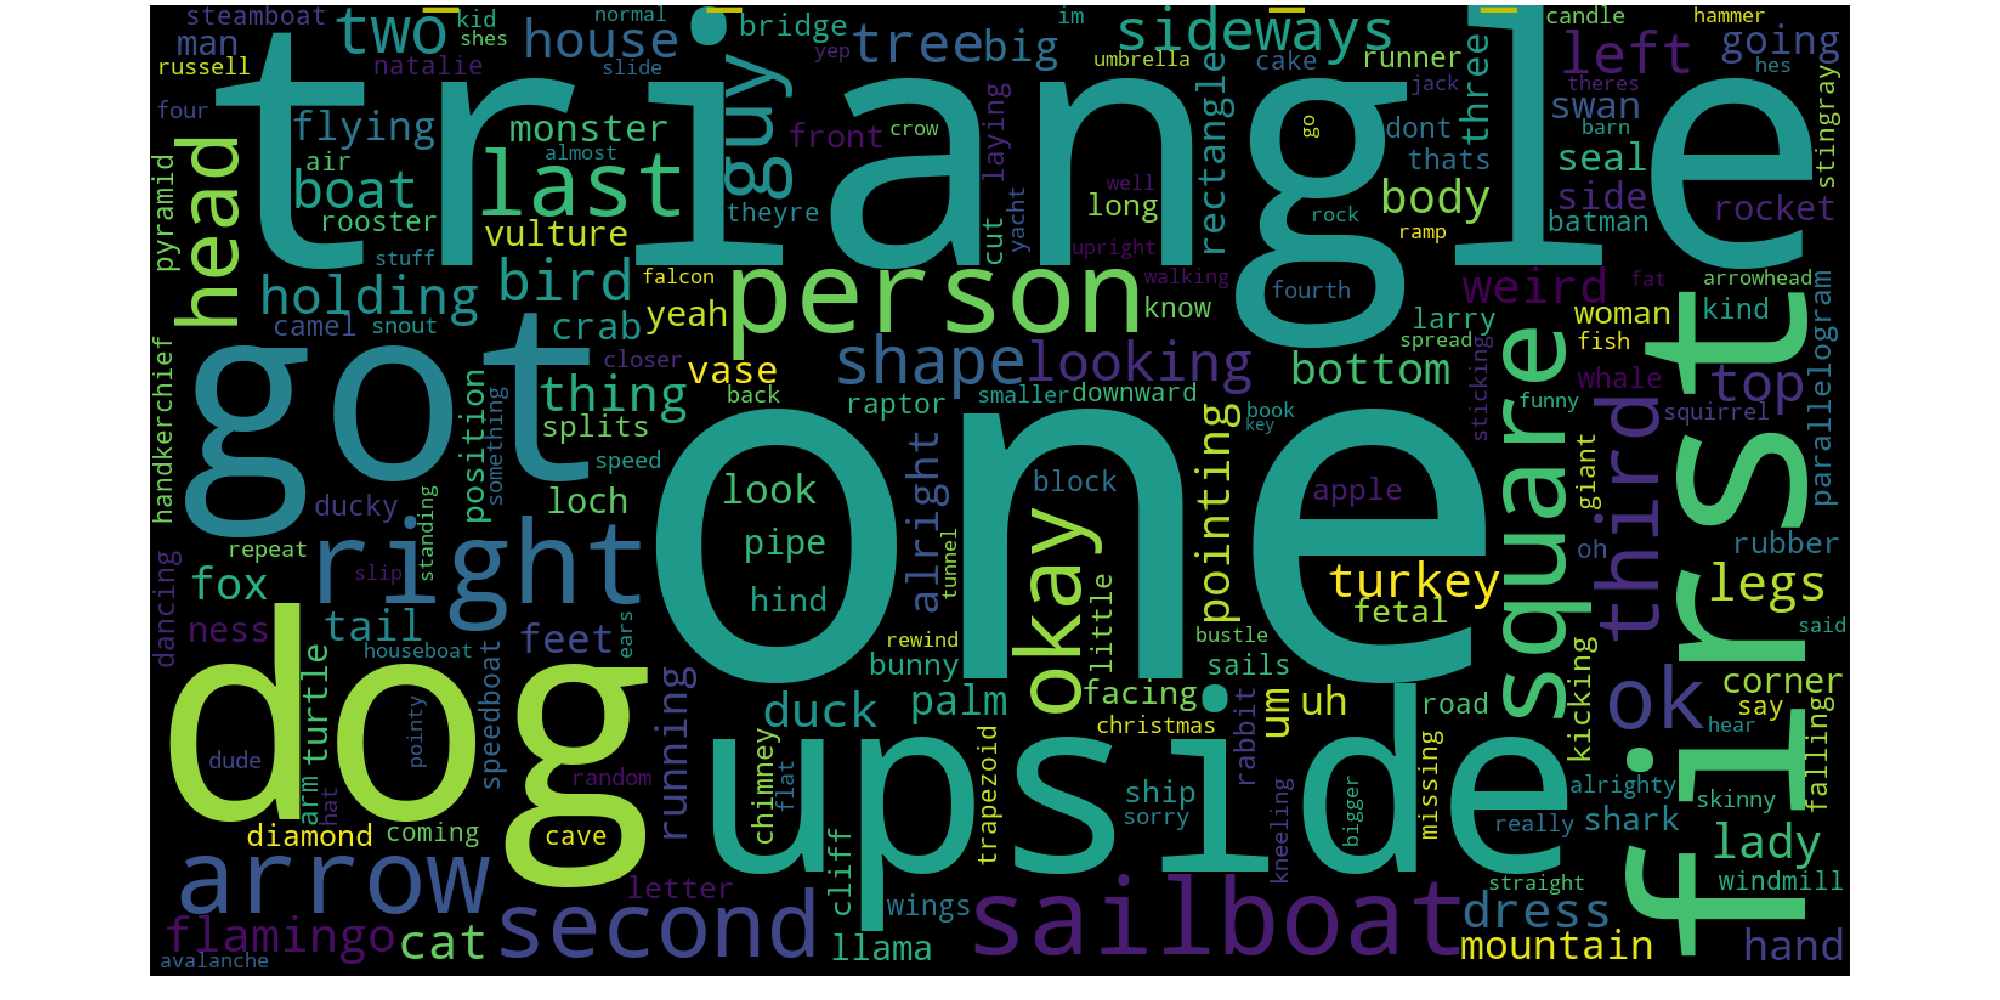 steamboat
two
kid
shes
normal
bridge
im
sideways
candle
hammer
man
house
yep
tree
big
runner
left
going
russell
natalie
slide
guy
umbrella
cake
three
jack
theres
hes
triangle
four
flying
monster
almost
front
crow
laying
rectangle
go
dont
thats
swan
barn
stingray
pyramid
head
air
boat
last
well
long
rock
body
seal
side
rocket
rooster
vulture
theyre
cut
yacht
upright
ramp
batman
stuff
holding
bird
falcon
person
walking
fourth
weird
fat
arrowhead
camel
snout
crab
yeah
know
larry
spread
woman
kind
parallelogram
handkerchief
got
closer
vase
shape
looking
bottom
fish
whale
top
thing
back
smaller
downward
sticking
square
funny
squirrel
first
position
something
splits
raptor
book
key
pointing
third
giant
speed
one
look
block
apple
ducky
loch
alright
okay
standing
right
pipe
tunnel
turkey
oh
rubber
repeat
slip
hind
little
fetal
legs
dancing
fox
ness
tail
feet
ears
rewind
bustle
said
houseboat
turtle
speedboat
running
bunny
sails
kicking
ok
corner
dog
duck
palm
facing
um
uh
road
say
pointy
christmas
rabbit
hear
dude
arm
hat
random
chimney
flat
upside
trapezoid
ship
sorry
kneeling
bigger
missing
alrighty
skinny
falling
diamond
coming
cave
really
shark
arrow
letter
cliff
straight
lady
windmill
second
wings
sailboat
dress
flamingo
cat
llama
mountain
hand
avalanche